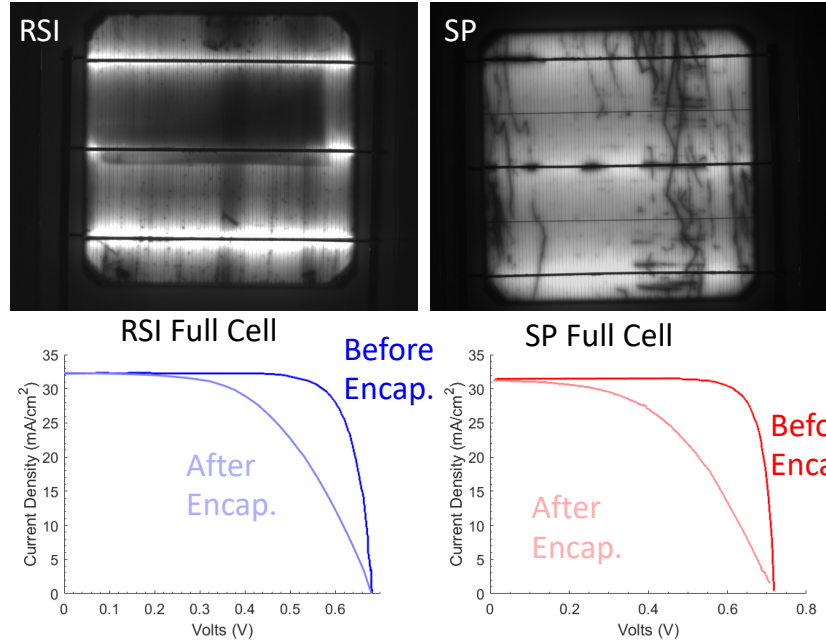 RSI
SP
RSI Full Cell
35
30
25
20
15
10
5
0
Current Density (mA/cm²)
0
0.1
0.2
0.3
0.4
0.5
0.6
Volts (V)
Before
Encap.
After
Encap.
SP Full Cell
35
30
25
20
15
10
5
0
Current Density (mA/cm²)
0
0.2
0.4
0.6
0.8
Volts (V)
Befo
Enca
After
Encap.